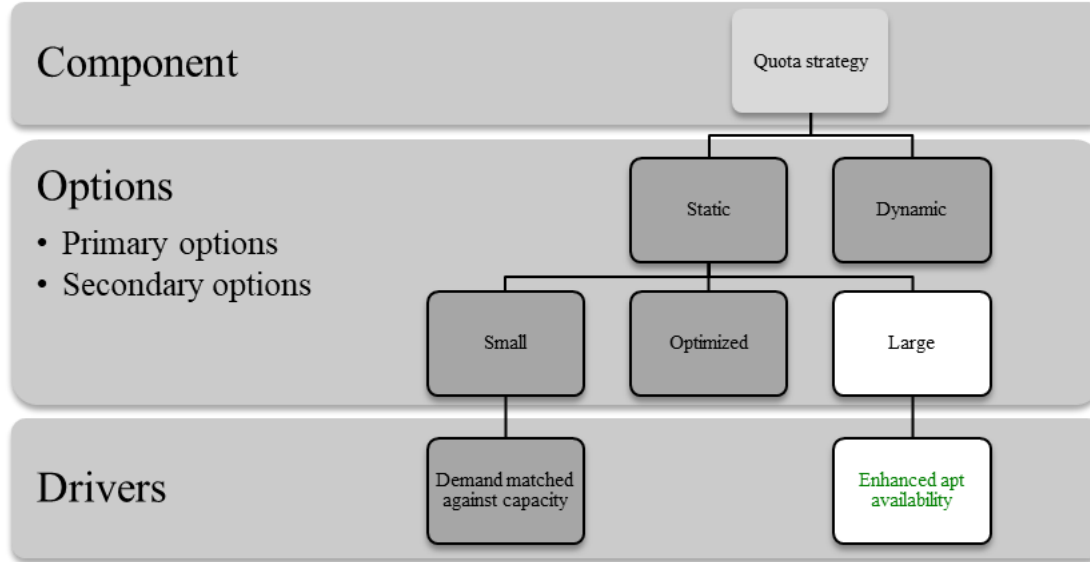 Component
Quota strategy
Options
• Primary options
• Secondary options
Static
Dynamic
Small
Optimized
Large
Drivers
Demand matched
against capacity
Enhanced apt
availability